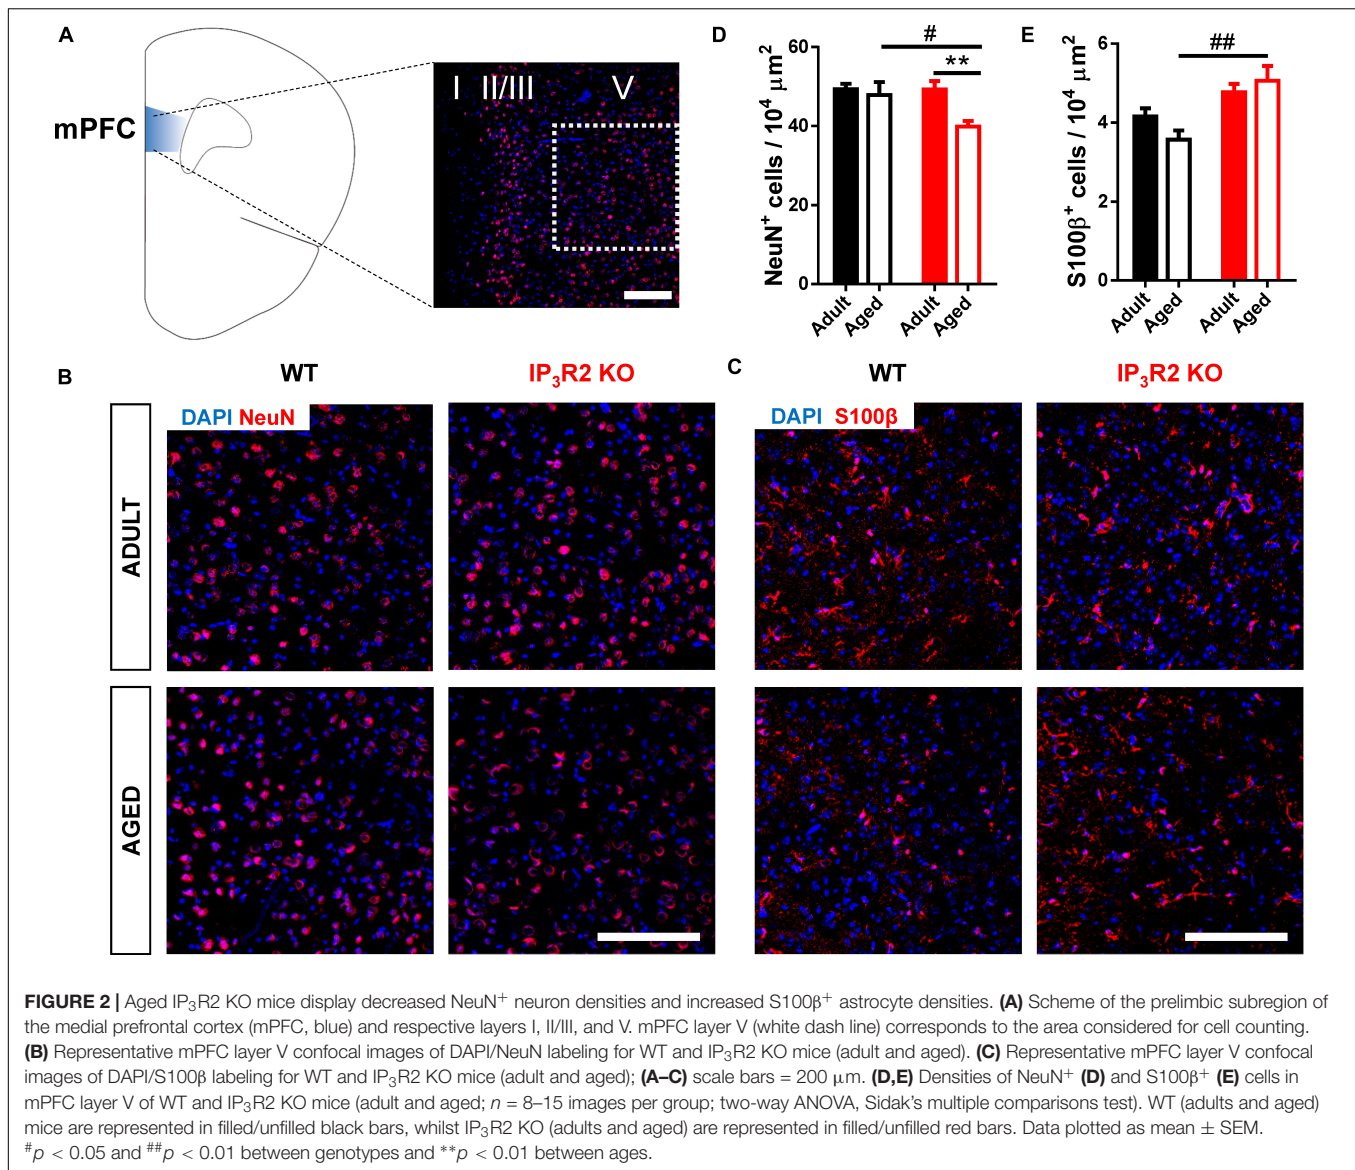 A
mPFC
I II/III V
D
NeuN⁺ cells / 10⁴ µm²
60
40
20
0
#
**
Adult
Aged
Adult
Aged
E
S100β⁺ cells / 10⁴ µm²
6
4
2
0
##
Adult
Aged
Adult
Aged
B
WT
IP₃R2 KO
DAPI NeuN
C
WT
IP₃R2 KO
DAPI S100β
ADULT
AGED
FIGURE 2 | Aged IP₃R2 KO mice display decreased NeuN⁺ neuron densities and increased S100β⁺ astrocyte densities. (A) Scheme of the prelimbic subregion of
the medial prefrontal cortex (mPFC, blue) and respective layers I, II/III, and V. mPFC layer V (white dash line) corresponds to the area considered for cell counting.
(B) Representative mPFC layer V confocal images of DAPI/NeuN labeling for WT and IP₃R2 KO mice (adult and aged). (C) Representative mPFC layer V confocal
images of DAPI/S100β labeling for WT and IP₃R2 KO mice (adult and aged); (A–C) scale bars = 200 µm. (D,E) Densities of NeuN⁺ (D) and S100β⁺ (E) cells in
mPFC layer V of WT and IP₃R2 KO mice (adult and aged; n = 8–15 images per group; two-way ANOVA, Sidak's multiple comparisons test). WT (adults and aged)
mice are represented in filled/unfilled black bars, whilst IP₃R2 KO (adults and aged) are represented in filled/unfilled red bars. Data plotted as mean ± SEM.
#p < 0.05 and ##p < 0.01 between genotypes and **p < 0.01 between ages.